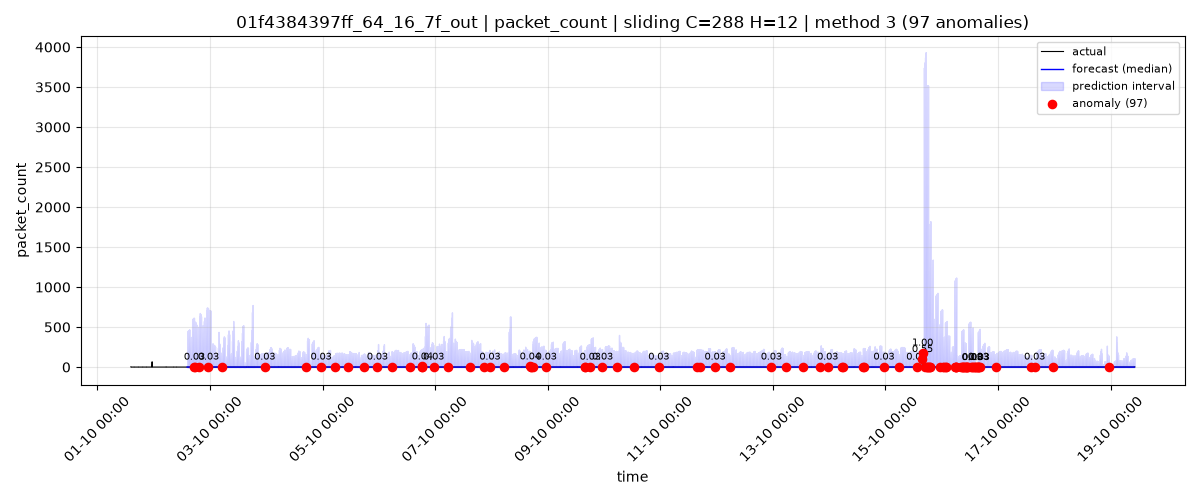 01f4384397ff_64_16_7f_out | packet_count | sliding C=288 H=12 | method 3 (97 anomalies)
actual
forecast (median)
prediction interval
anomaly (97)
4000
3500
3000
2500
2000
1500
1000
500
0
packet_count
1.00
0.03 0.03 0.03 0.03 0.04 0.03 0.03 0.04 0.03 0.03 0.03 0.03 0.03 0.03 0.03 0.03
01-10 00:00
03-10 00:00
05-10 00:00
07-10 00:00
09-10 00:00
11-10 00:00
13-10 00:00
15-10 00:00
17-10 00:00
19-10 00:00
time